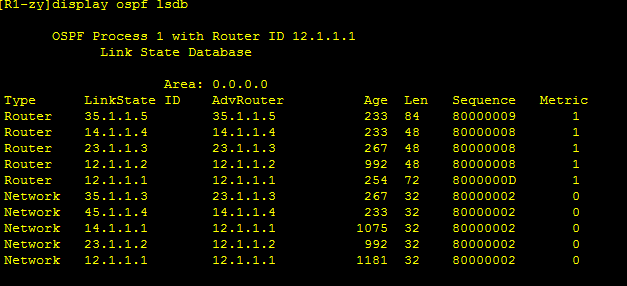 [R1-zy]display ospf lsdb
OSPF Process 1 with Router ID 12.1.1.1
Link State Database
Area: 0.0.0.0
Type LinkState ID AdvRouter Age Len Sequence Metric
Router 35.1.1.5 35.1.1.5 233 84 80000009 1
Router 14.1.1.4 14.1.1.4 233 48 80000008 1
Router 23.1.1.3 23.1.1.3 267 48 80000008 1
Router 12.1.1.2 12.1.1.2 992 48 80000008 1
Router 12.1.1.1 12.1.1.1 254 72 8000000D 1
Network 35.1.1.3 23.1.1.3 267 32 80000002 0
Network 45.1.1.4 14.1.1.4 233 32 80000002 0
Network 14.1.1.1 12.1.1.1 1075 32 80000002 0
Network 23.1.1.2 12.1.1.2 992 32 80000002 0
Network 12.1.1.1 12.1.1.1 1181 32 80000002 0